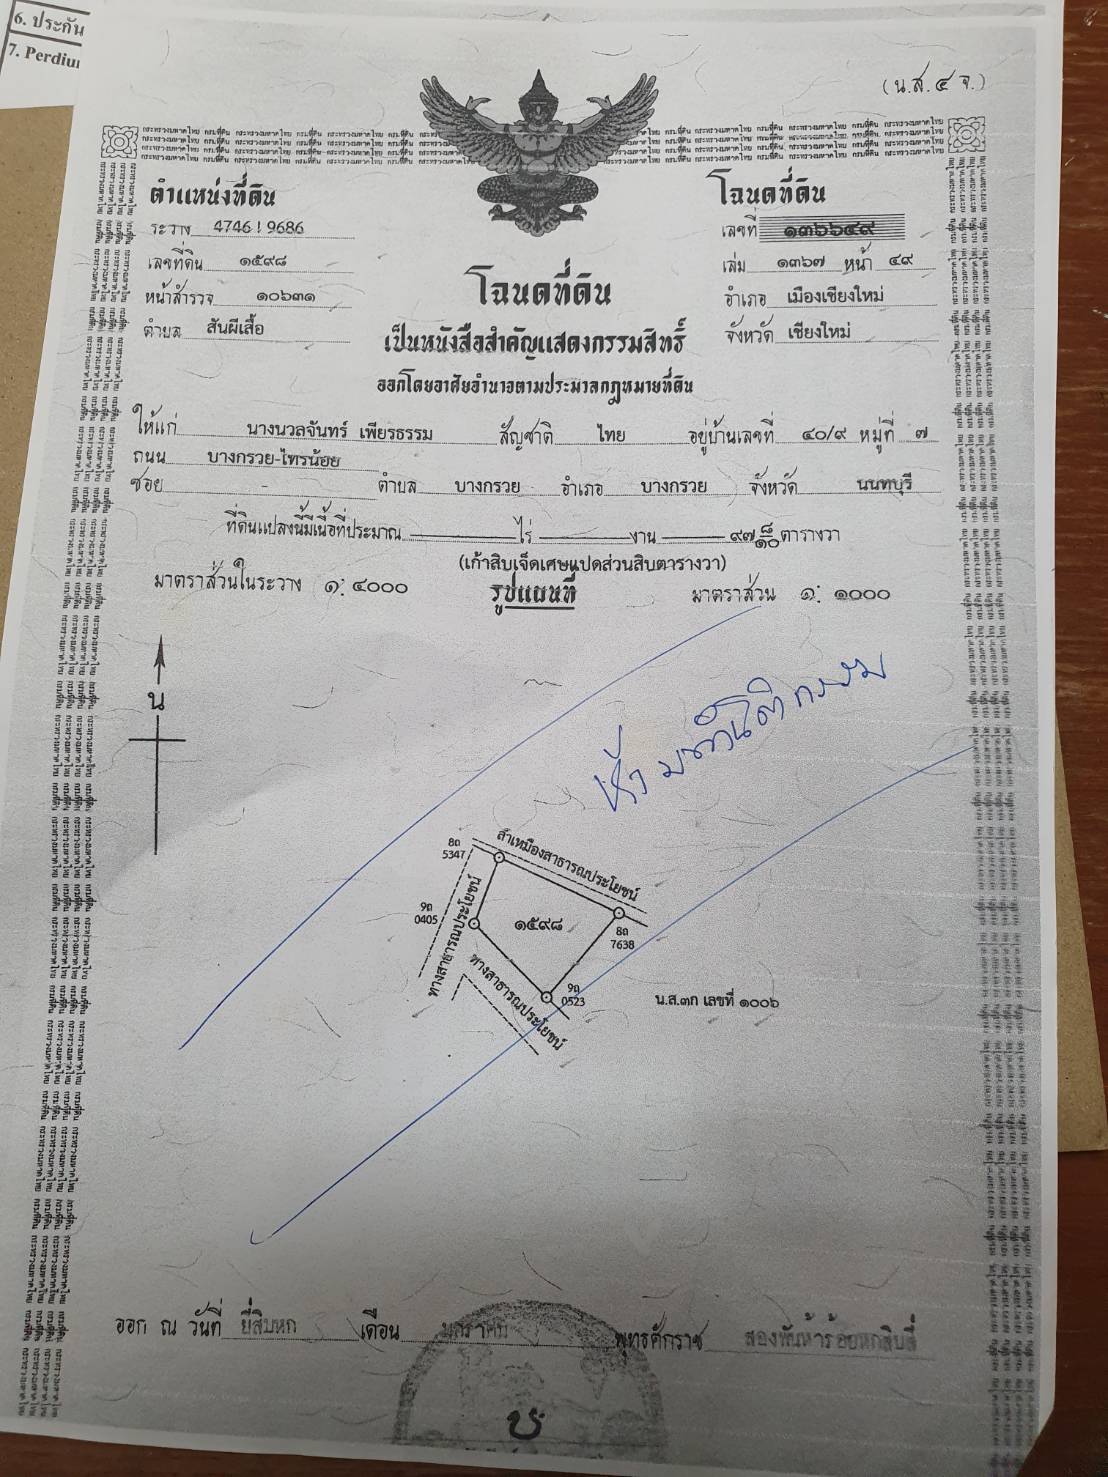 6. ประกัน
7. Perdiu
(น.ส. ๔ จ.)
ตำแหน่งที่ดิน
ระวาง 4746 I 9686
เลขที่ดิน ๑๕๙๘
หน้าสำรวจ ๑๐๖๓๑
ตำบล สันผีเสื้อ
โฉนดที่ดิน
เลขที่ ๑๓๖๖๔๙
เล่ม ๑๓๖๗ หน้า ๔๙
อำเภอ เมืองเชียงใหม่
จังหวัด เชียงใหม่
โฉนดที่ดิน
เป็นหนังสือสำคัญแสดงกรรมสิทธิ์
ออกโดยอาศัยอำนาจตามประมวลกฎหมายที่ดิน
ให้แก่ นางนวลจันทร์ เพียรธรรม สัญชาติ ไทย อยู่บ้านเลขที่ ๔๐/๙ หมู่ที่ ๗
ถนน บางกรวย-ไทรน้อย
ซอย - ตำบล บางกรวย อำเภอ บางกรวย จังหวัด นนทบุรี
ที่ดินแปลงนี้มีเนื้อที่ประมาณ ไร่ งาน ๙๗ ๘/๑๐ ตารางวา
(เก้าสิบเจ็ดเศษแปดส่วนสิบตารางวา)
มาตราส่วนในระวาง ๑: ๔๐๐๐ รูปแผนที่ มาตราส่วน ๑: ๑๐๐๐
น
ห้ามทำนิติกรรม
8ถ
5347
ลำเหมืองสาธารณประโยชน์
9ถ
0405
ทางสาธารณประโยชน์
๑๕๙๘
8ถ
7638
ทางสาธารณประโยชน์
9ถ
0523
น.ส.๓ก เลขที่ ๑๐๐๖
ออก ณ วันที่ ยี่สิบหก เดือน มกราคม พุทธศักราช สองพันห้าร้อยหกสิบสี่